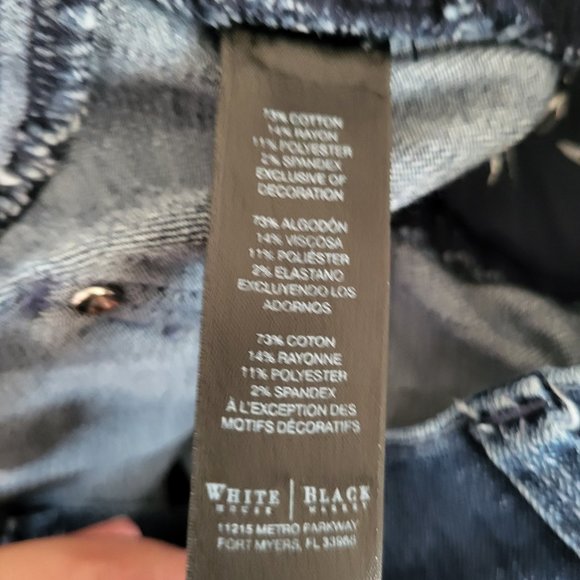 73% COTTON
14% RAYON
11% POLYESTER
2% SPANDEX
EXCLUSIVE OF
DECORATION
73% ALGODÓN
14% VISCOSA
11% POLIÉSTER
2% ELASTANO
EXCLUYENDO LOS
ADORNOS
73% COTON
14% RAYONNE
11% POLYESTER
2% SPANDEX
À L'EXCEPTION DES
MOTIFS DÉCORATIFS
WHITE | BLACK
HOUSE MARKET
11215 METRO PARKWAY
FORT MYERS, FL 33966